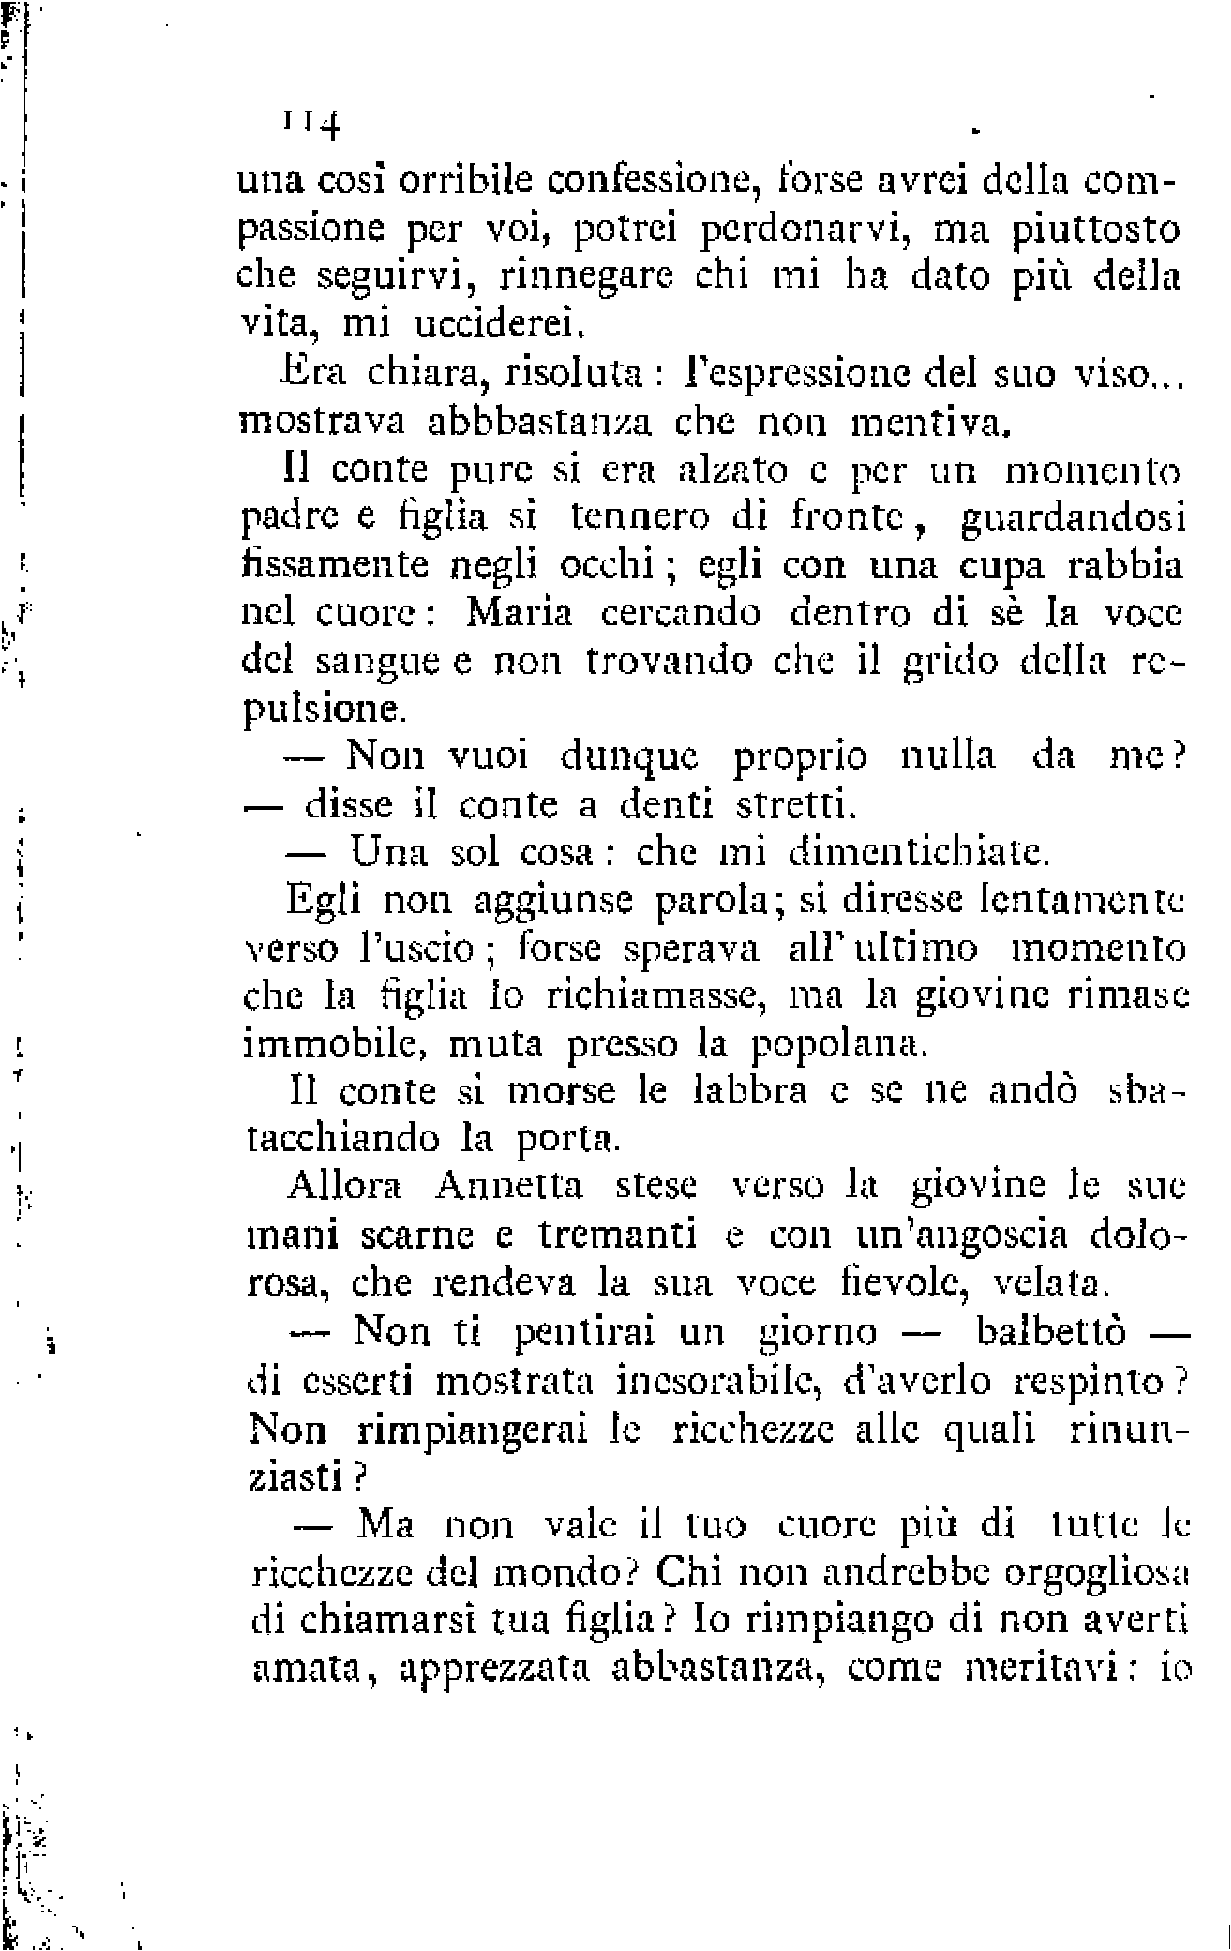 114
una così orribile confessione, forse avrei della com-
passione per voi, potrei perdonarvi, ma piuttosto
che seguirvi, rinnegare chi mi ha dato più della
vita, mi ucciderei.
Era chiara, risoluta : l'espressione del suo viso...
mostrava abbbastanza che non mentiva.
Il conte pure si era alzato e per un momento
padre e figlia si tennero di fronte, guardandosi
fissamente negli occhi ; egli con una cupa rabbia
nel cuore : Maria cercando dentro di sè la voce
del sangue e non trovando che il grido della re-
pulsione.
— Non vuoi dunque proprio nulla da me?
— disse il conte a denti stretti.
— Una sol cosa : che mi dimentichiate.
Egli non aggiunse parola; si diresse lentamente
verso l'uscio ; forse sperava all' ultimo momento
che la figlia lo richiamasse, ma la giovine rimase
immobile, muta presso la popolana.
Il conte si morse le labbra e se ne andò sba-
tacchiando la porta.
Allora Annetta stese verso la giovine le sue
mani scarne e tremanti e con un'angoscia dolo-
rosa, che rendeva la sua voce fievole, velata.
— Non ti pentirai un giorno — balbettò —
di esserti mostrata inesorabile, d'averlo respinto?
Non rimpiangerai le ricchezze alle quali rinun-
ziasti?
— Ma non vale il tuo cuore più di tutte le
ricchezze del mondo? Chi non andrebbe orgogliosa
di chiamarsi tua figlia? Io rimpiango di non averti
amata, apprezzata abbastanza, come meritavi : io